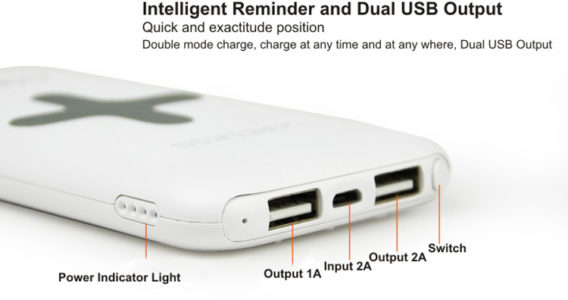 Intelligent Reminder and Dual USB Output
Quick and exactitude position
Double mode charge, charge at any time and at any where, Dual USB Output
Power Indicator Light
Output 1A
Input 2A
Output 2A
Switch